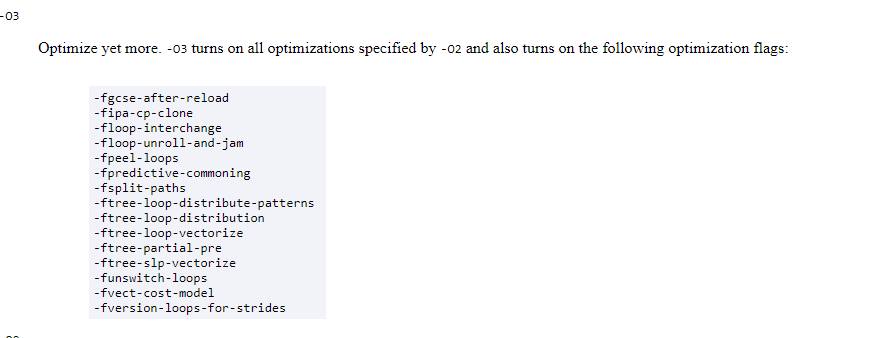 -O3
Optimize yet more. -O3 turns on all optimizations specified by -O2 and also turns on the following optimization flags:
-fgcse-after-reload
-fipa-cp-clone
-floop-interchange
-floop-unroll-and-jam
-fpeel-loops
-fpredictive-commoning
-fsplit-paths
-ftree-loop-distribute-patterns
-ftree-loop-distribution
-ftree-loop-vectorize
-ftree-partial-pre
-ftree-slp-vectorize
-funswitch-loops
-fvect-cost-model
-fversion-loops-for-strides